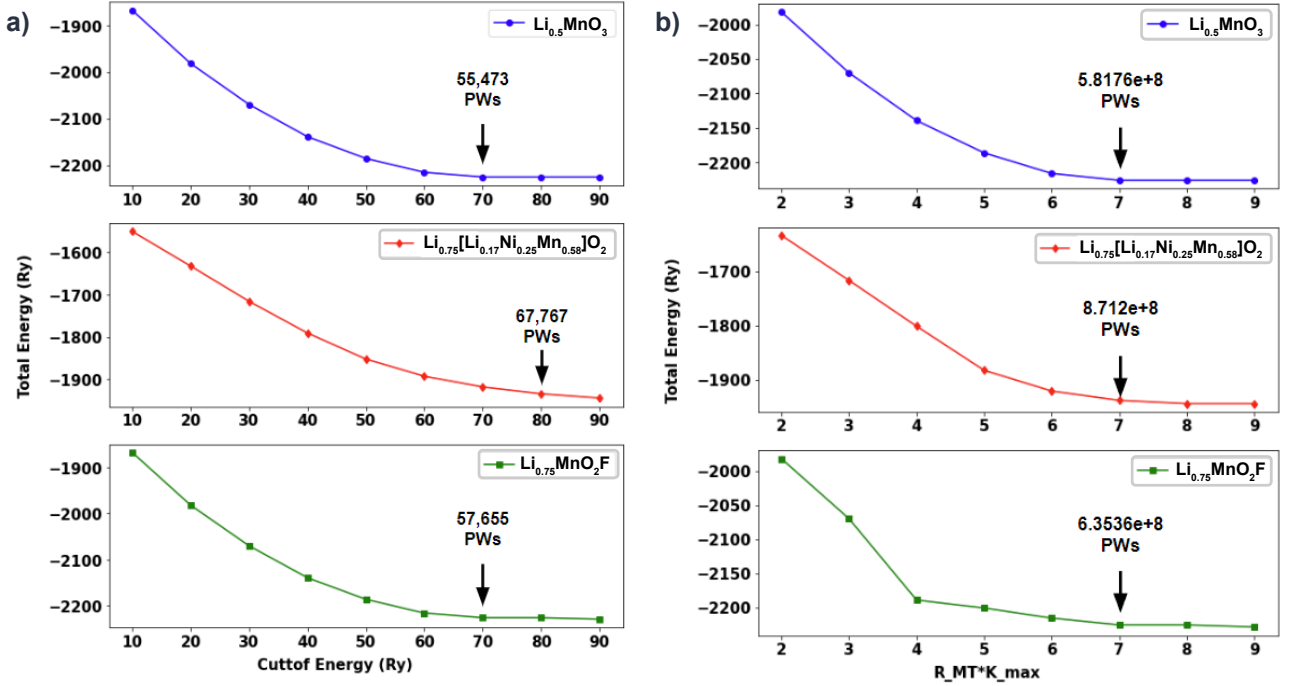 a)
Li0.5MnO3
55,473
PWs
−1900
−2000
−2100
−2200
10 20 30 40 50 60 70 80 90
Li0.75[Li0.17Ni0.25Mn0.58]O2
67,767
PWs
−1600
−1700
−1800
−1900
10 20 30 40 50 60 70 80 90
Total Energy (Ry)
Li0.75MnO2F
57,655
PWs
−1900
−2000
−2100
−2200
10 20 30 40 50 60 70 80 90
Cuttof Energy (Ry)
b)
Li0.5MnO3
5.8176e+8
PWs
−2000
−2050
−2100
−2150
−2200
2 3 4 5 6 7 8 9
Li0.75[Li0.17Ni0.25Mn0.58]O2
8.712e+8
PWs
−1700
−1800
−1900
2 3 4 5 6 7 8 9
Total Energy (Ry)
Li0.75MnO2F
6.3536e+8
PWs
−2000
−2050
−2100
−2150
−2200
2 3 4 5 6 7 8 9
R_MT*K_max